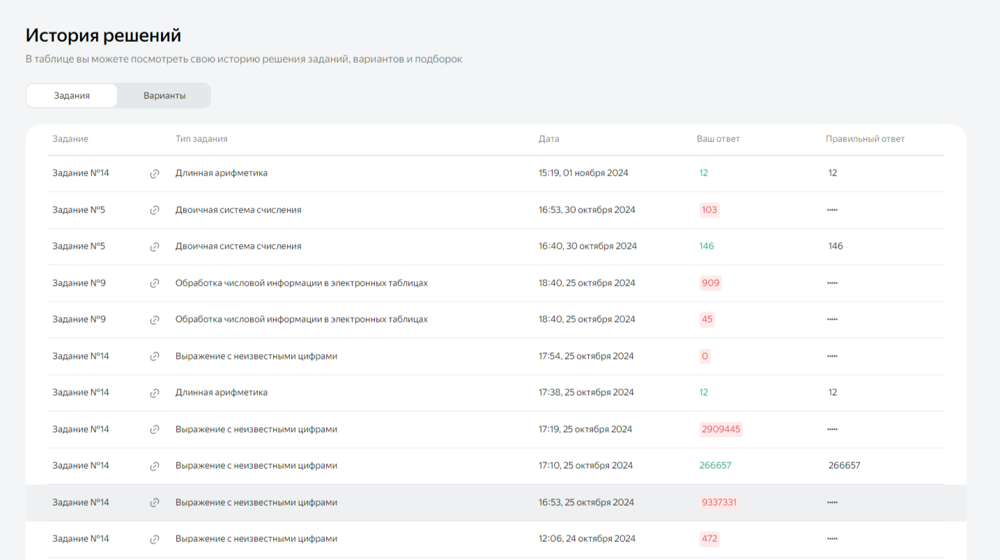 История решений
В таблице вы можете посмотреть свою историю решения заданий, вариантов и подборок
Задания Варианты
Задание Тип задания Дата Ваш ответ Правильный ответ
Задание №14 Длинная арифметика 15:19, 01 ноября 2024 12 12
Задание №5 Двоичная система счисления 16:53, 30 октября 2024 103 •••••
Задание №5 Двоичная система счисления 16:40, 30 октября 2024 146 146
Задание №9 Обработка числовой информации в электронных таблицах 18:40, 25 октября 2024 909 •••••
Задание №9 Обработка числовой информации в электронных таблицах 18:40, 25 октября 2024 45 •••••
Задание №14 Выражение с неизвестными цифрами 17:54, 25 октября 2024 0 •••••
Задание №14 Длинная арифметика 17:38, 25 октября 2024 12 12
Задание №14 Выражение с неизвестными цифрами 17:19, 25 октября 2024 2909445 •••••
Задание №14 Выражение с неизвестными цифрами 17:10, 25 октября 2024 266657 266657
Задание №14 Выражение с неизвестными цифрами 16:53, 25 октября 2024 9337331 •••••
Задание №14 Выражение с неизвестными цифрами 12:06, 24 октября 2024 472 •••••